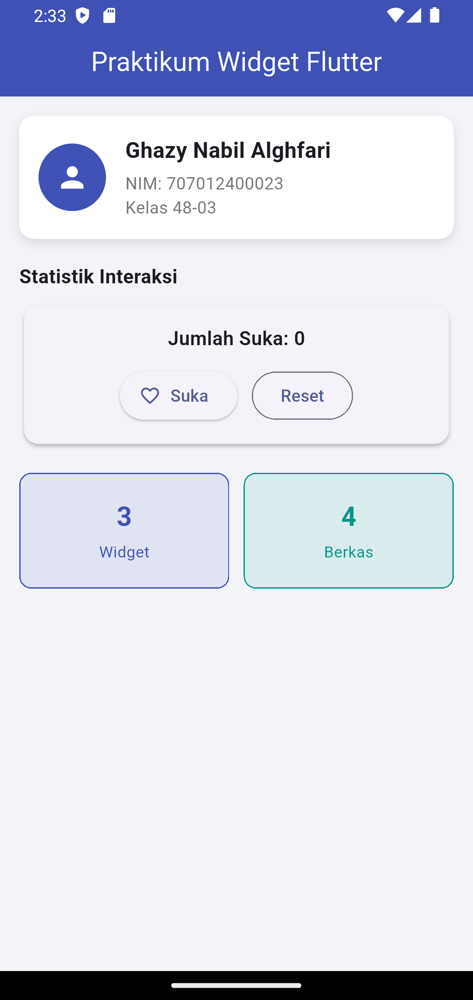 2:33
Praktikum Widget Flutter
Ghazy Nabil Alghfari
NIM: 707012400023
Kelas 48-03
Statistik Interaksi
Jumlah Suka: 0
Suka
Reset
3
Widget
4
Berkas